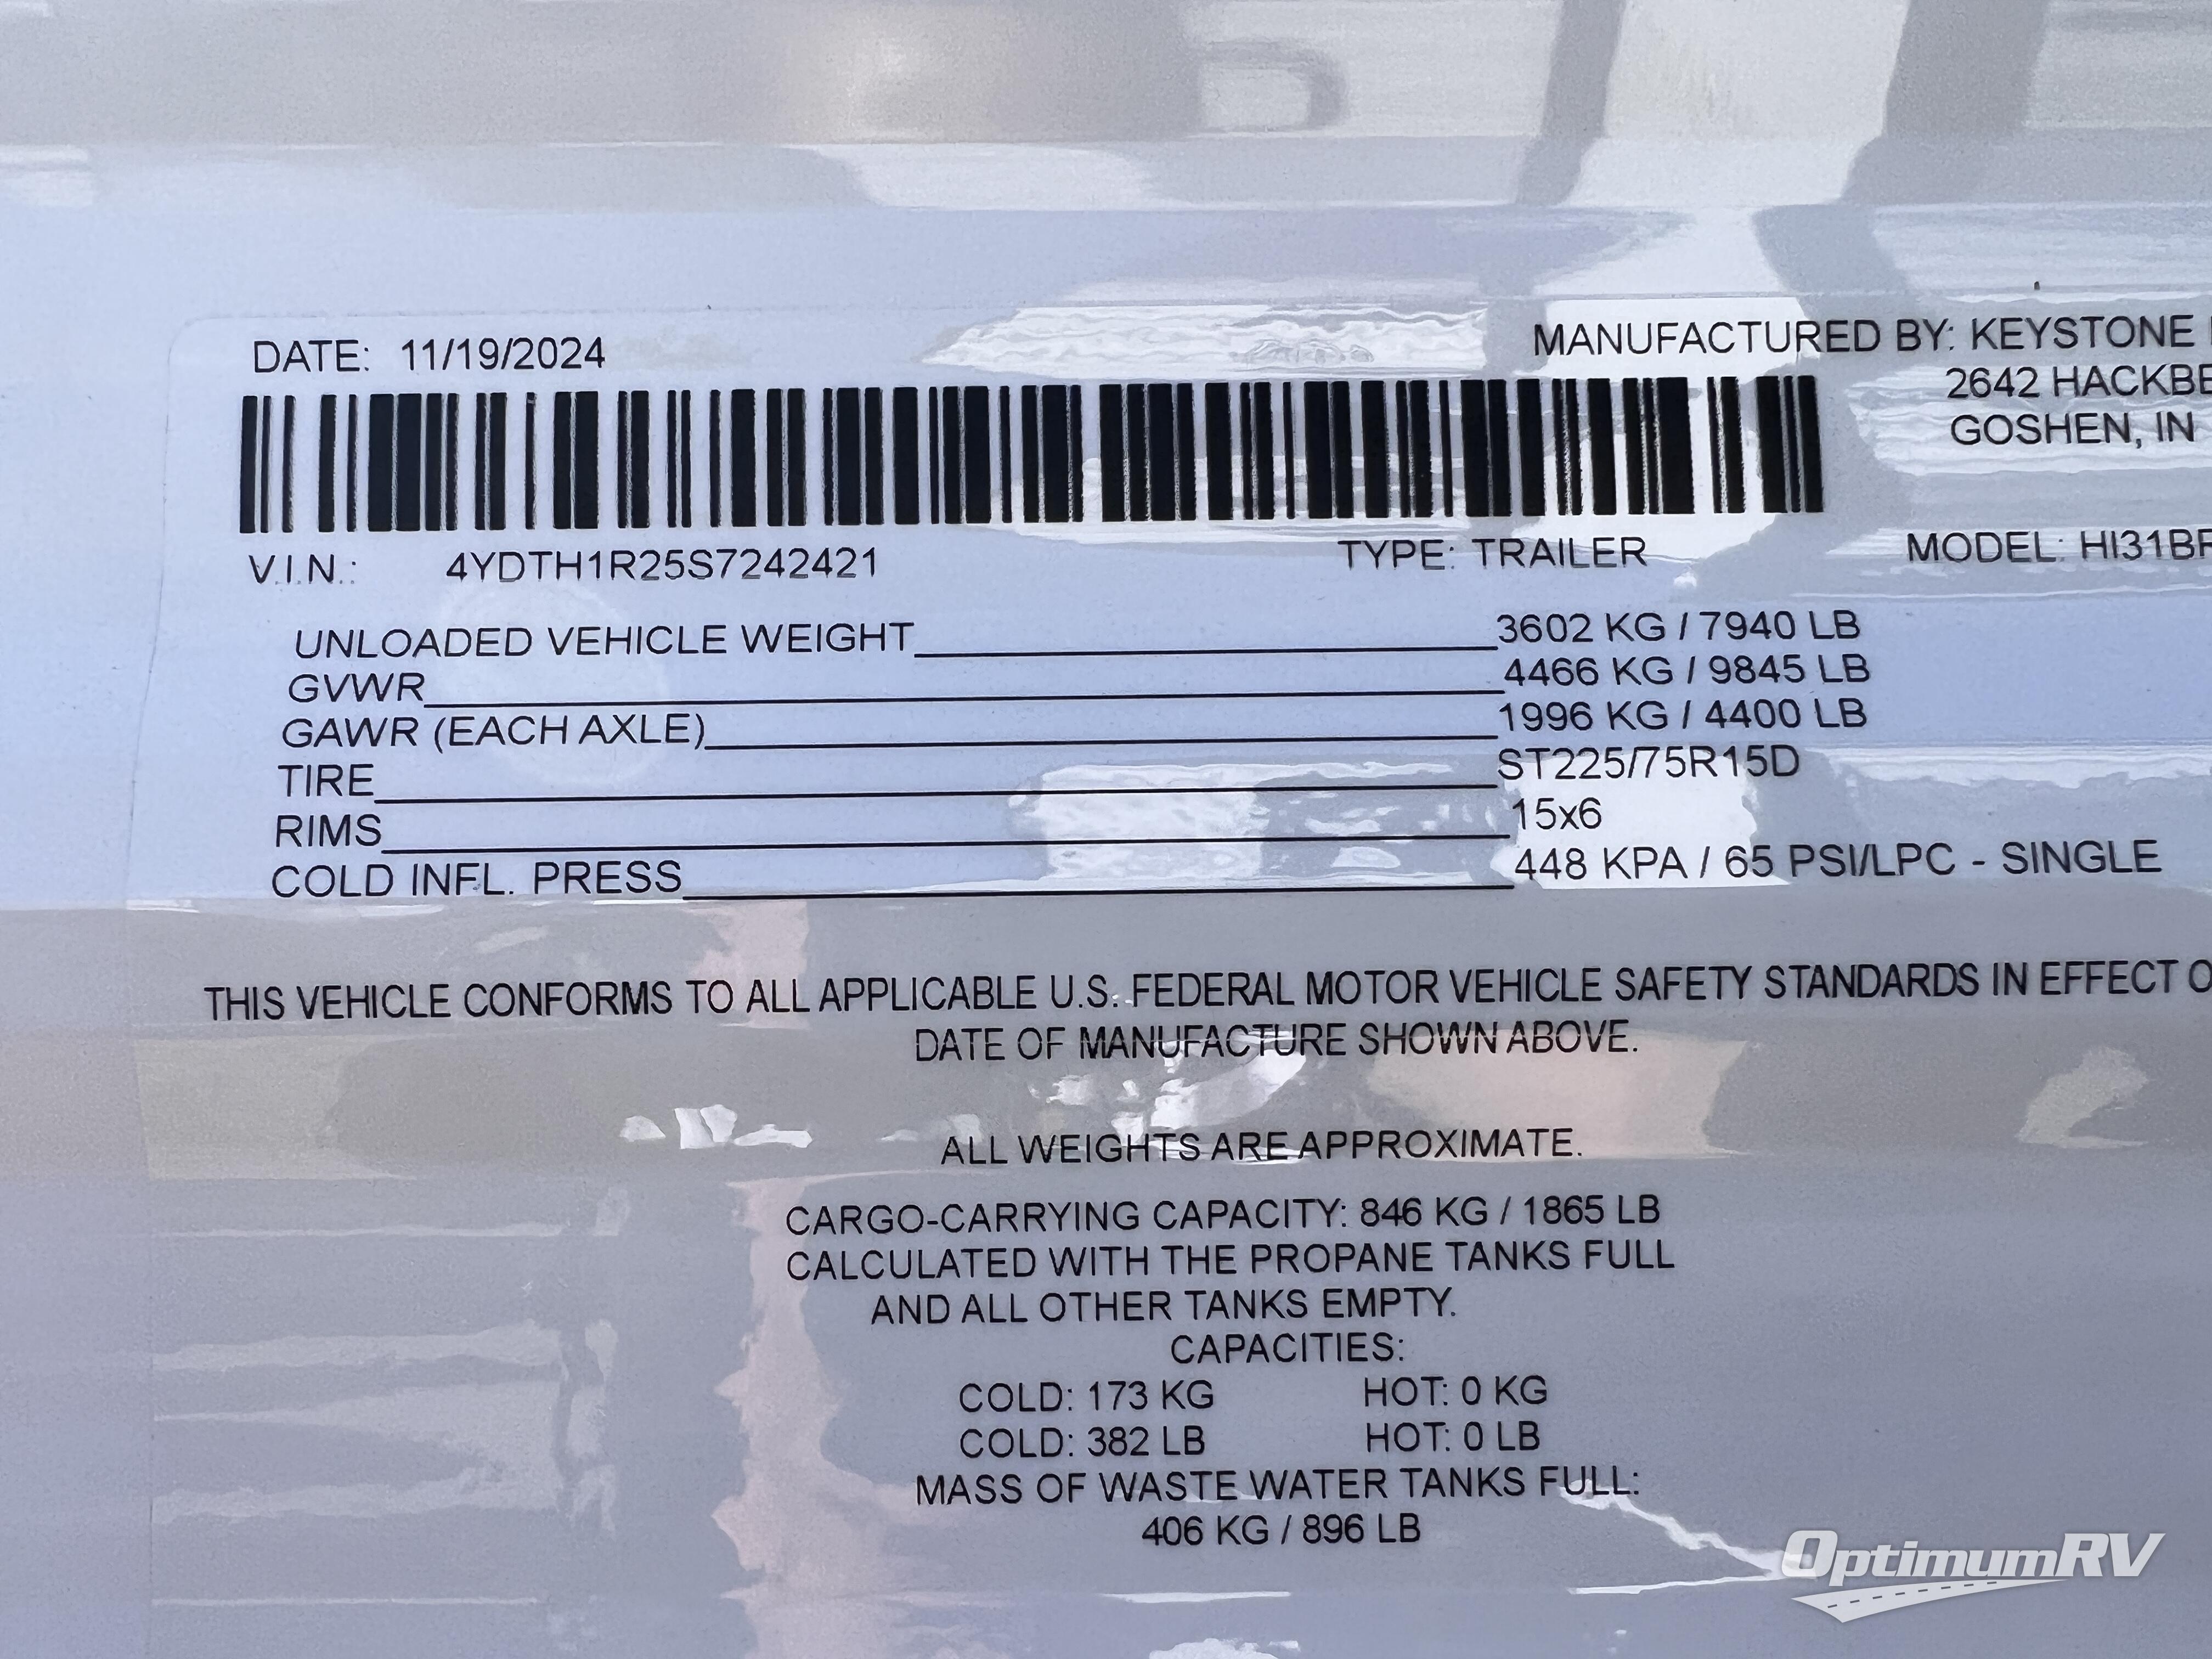 DATE: 11/19/2024
MANUFACTURED BY: KEYSTONE
2642
GOSHEN, IN
V.I.N.: 4YDTH1R25S7242421 TYPE: TRAILER MODEL:
UNLOADED VEHICLE WEIGHT 3602 KG / 7940 LB
GVWR 4466 KG / 9845 LB
GAWR (EACH AXLE) 1996 KG / 4400 LB
TIRE ST225/75R15D
RIMS 15x6
COLD INFL. PRESS 448 KPA / 65 PSI/LPC - SINGLE
THIS VEHICLE CONFORMS TO ALL APPLICABLE U.S. FEDERAL MOTOR VEHICLE SAFETY STANDARDS IN EFFECT
DATE OF MANUFACTURE SHOWN ABOVE.
ALL WEIGHTS ARE APPROXIMATE.
CARGO-CARRYING CAPACITY: 846 KG / 1865 LB
CALCULATED WITH THE PROPANE TANKS FULL
AND ALL OTHER TANKS EMPTY.
CAPACITIES:
COLD: 173 KG HOT: 0 KG
COLD: 382 LB HOT: 0 LB
MASS OF WASTE WATER TANKS FULL:
406 KG / 896 LB
OptimumRV